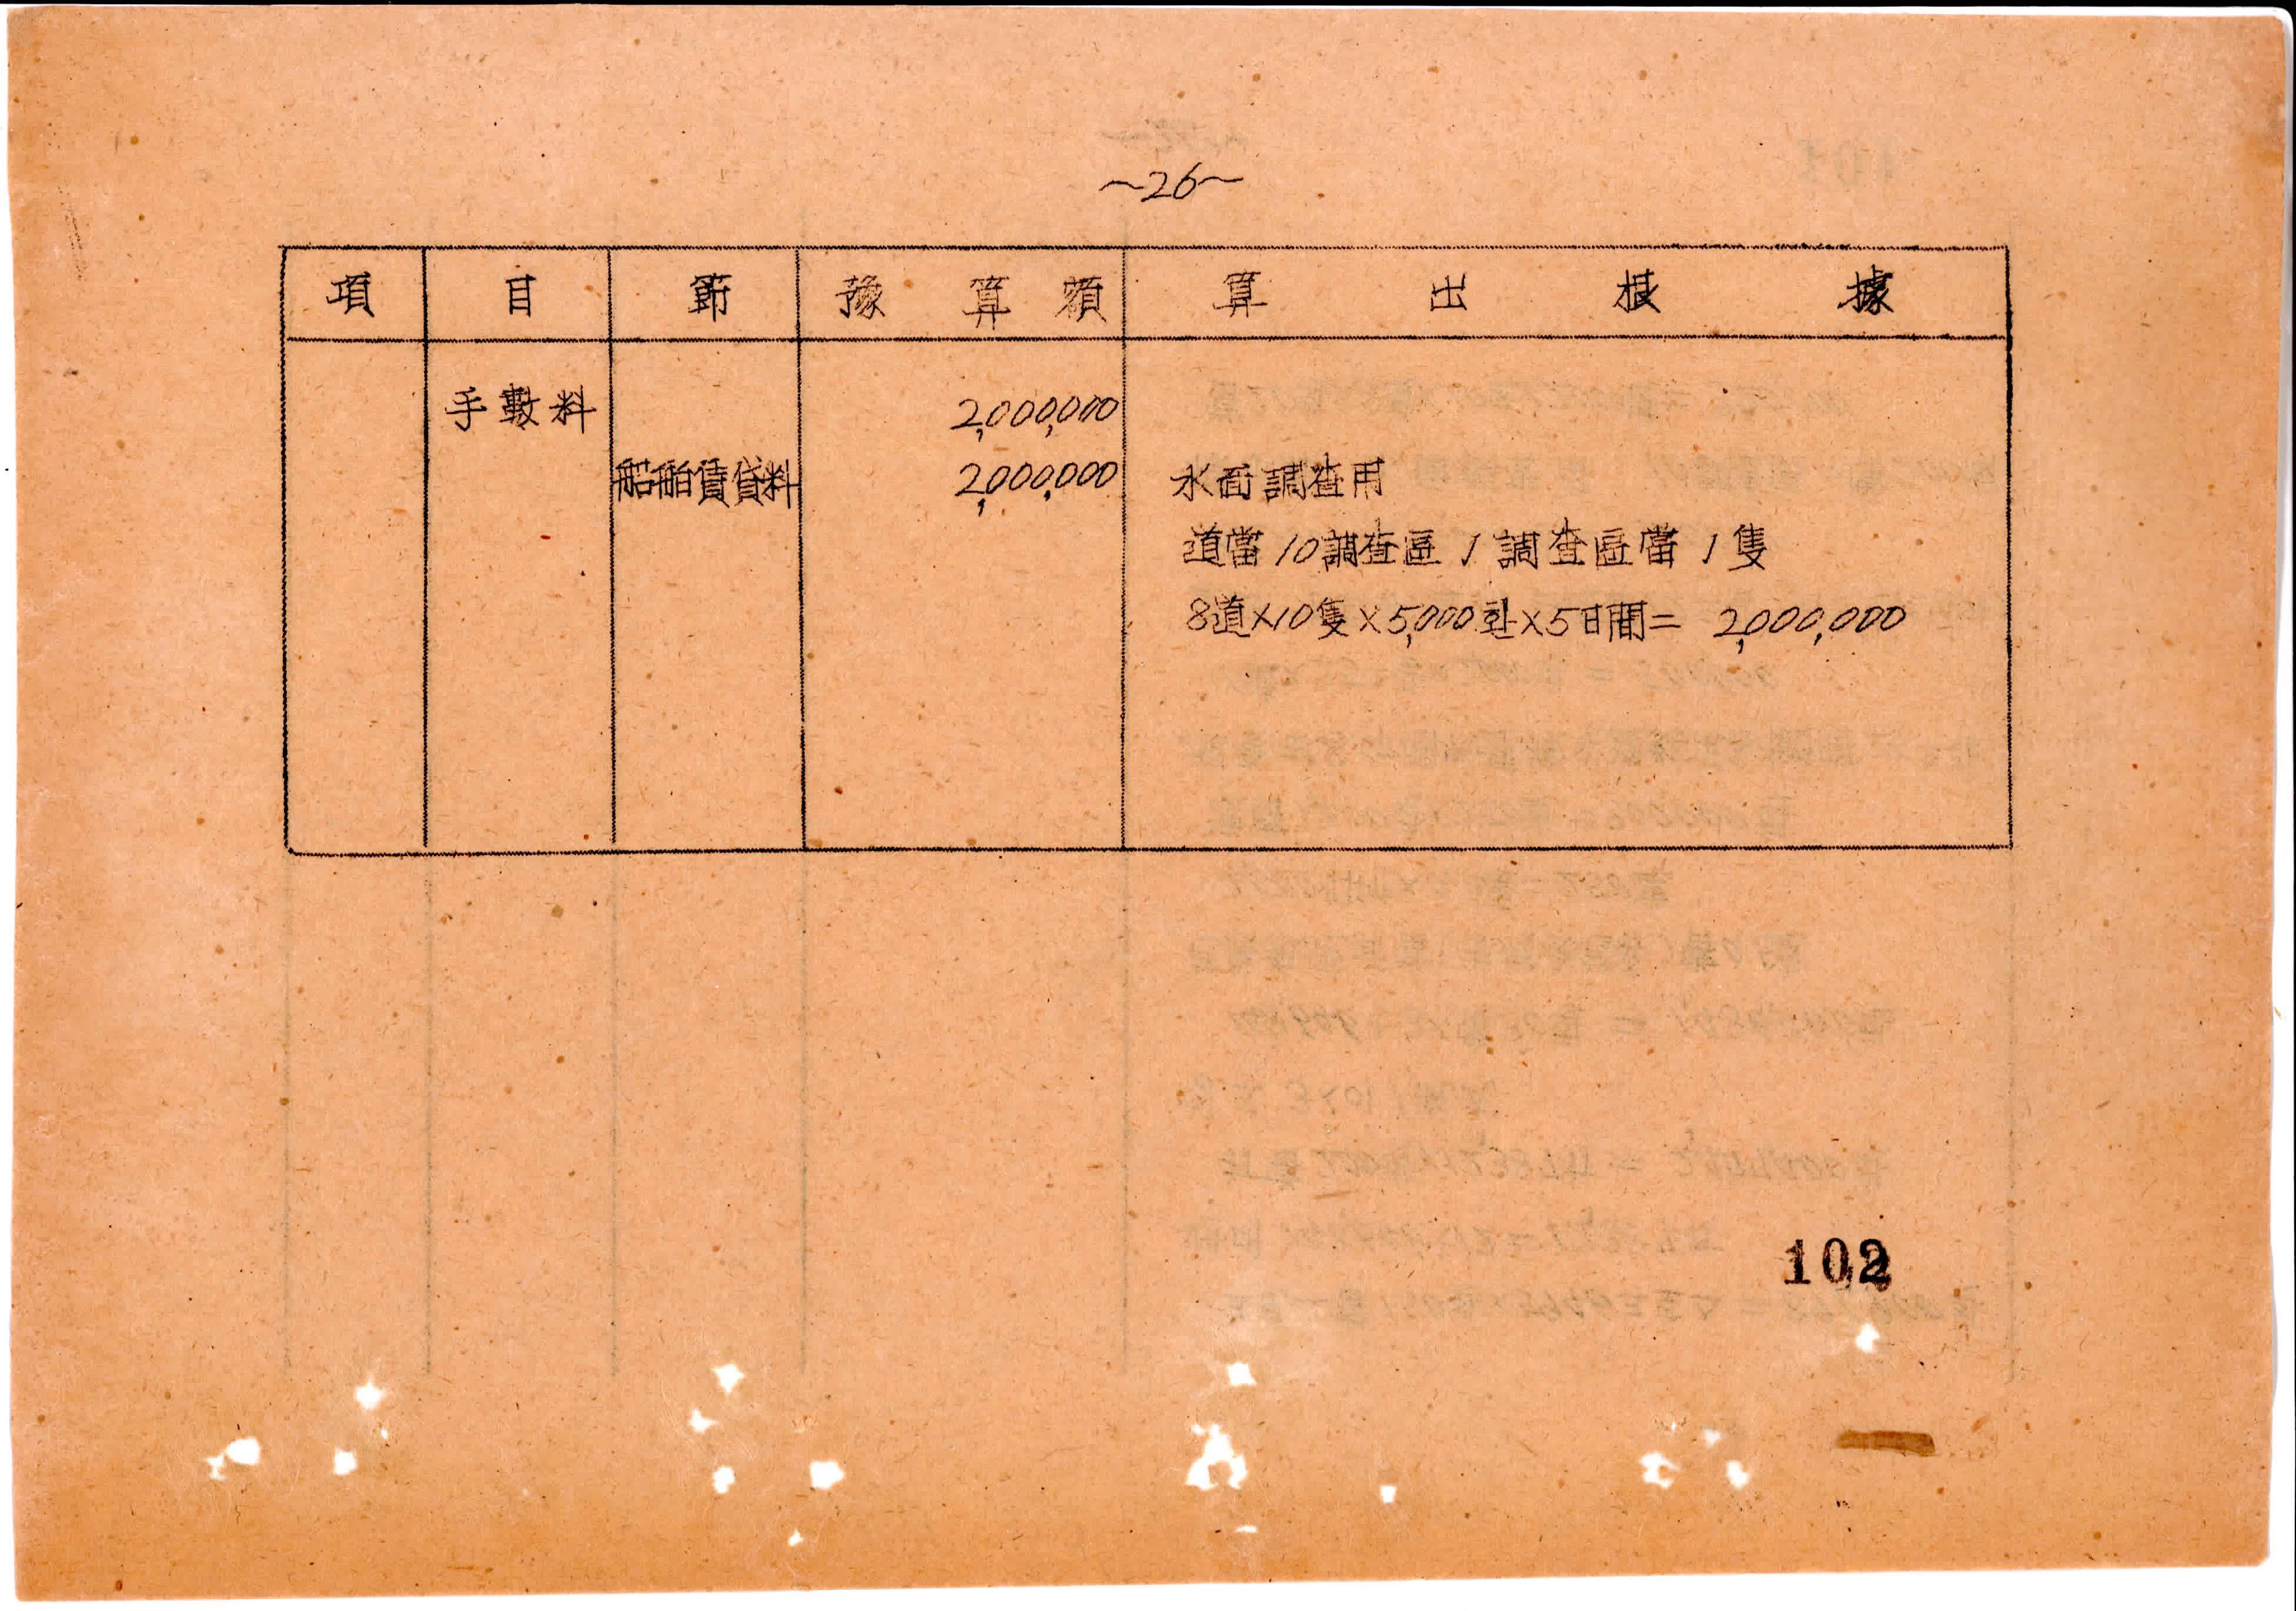 ~26~
項 目 節 豫算額 算出根據
手數料 2,000,000
船舶賃貸料 2,000,000 水面調査用
道當 10調査區 1調査區當 1隻
8道×10隻×5,000환×5日間= 2,000,000
102